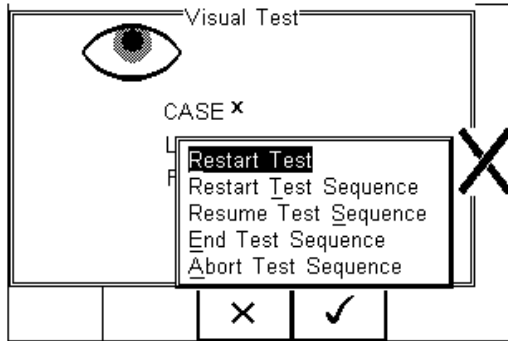 Visual Test
CASE x
L
Restart Test
F
Restart Test Sequence
Resume Test Sequence
End Test Sequence
Abort Test Sequence